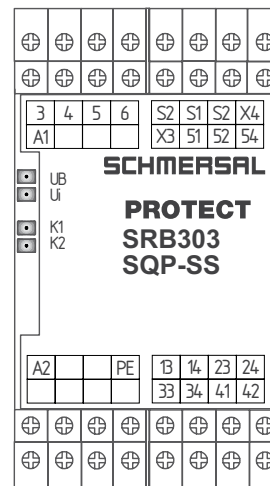 3 4 5 6 S2 S1 S2 X4
A1 X3 51 52 54
SCHMERSAL
UB
Ui
PROTECT
K1
SRB303
K2
SQP-SS
A2 PE 13 14 23 24
33 34 41 42